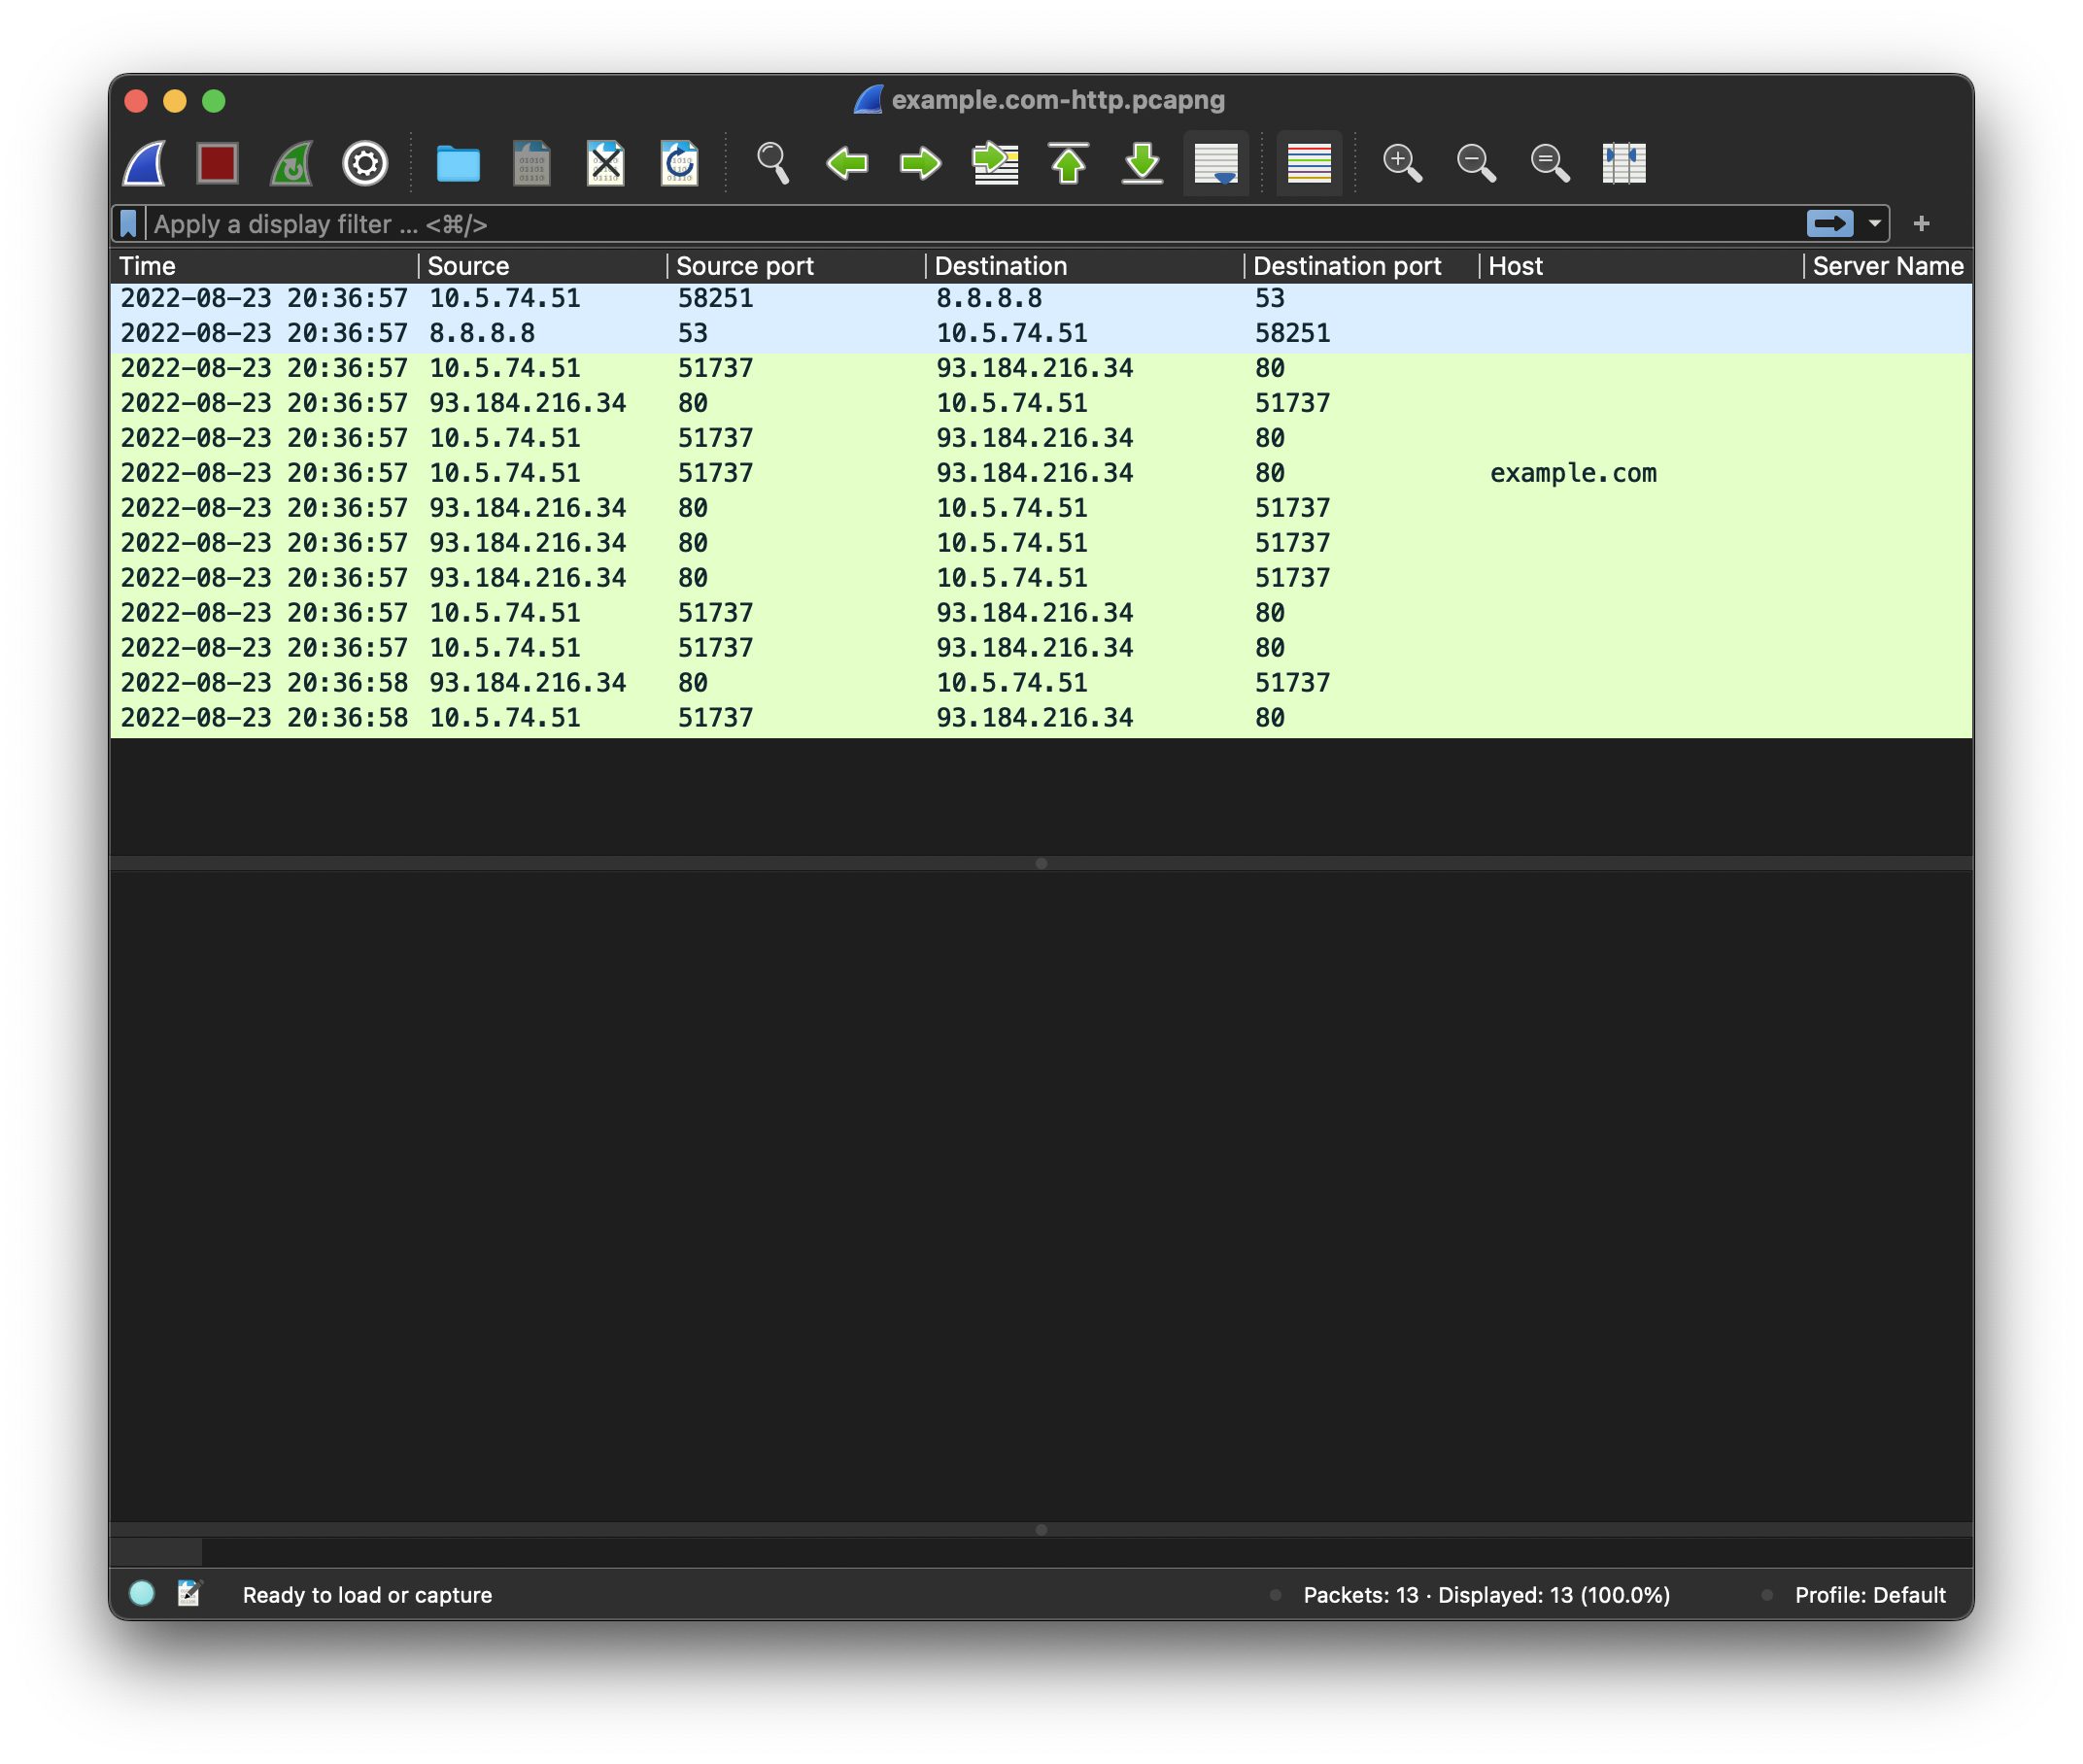 example.com-http.pcapng
Apply a display filter ... <⌘/>
Time Source Source port Destination Destination port Host Server Name
2022-08-23 20:36:57 10.5.74.51 58251 8.8.8.8 53
2022-08-23 20:36:57 8.8.8.8 53 10.5.74.51 58251
2022-08-23 20:36:57 10.5.74.51 51737 93.184.216.34 80
2022-08-23 20:36:57 93.184.216.34 80 10.5.74.51 51737
2022-08-23 20:36:57 10.5.74.51 51737 93.184.216.34 80
2022-08-23 20:36:57 10.5.74.51 51737 93.184.216.34 80 example.com
2022-08-23 20:36:57 93.184.216.34 80 10.5.74.51 51737
2022-08-23 20:36:57 93.184.216.34 80 10.5.74.51 51737
2022-08-23 20:36:57 93.184.216.34 80 10.5.74.51 51737
2022-08-23 20:36:57 10.5.74.51 51737 93.184.216.34 80
2022-08-23 20:36:57 10.5.74.51 51737 93.184.216.34 80
2022-08-23 20:36:58 93.184.216.34 80 10.5.74.51 51737
2022-08-23 20:36:58 10.5.74.51 51737 93.184.216.34 80
Ready to load or capture Packets: 13 · Displayed: 13 (100.0%) Profile: Default